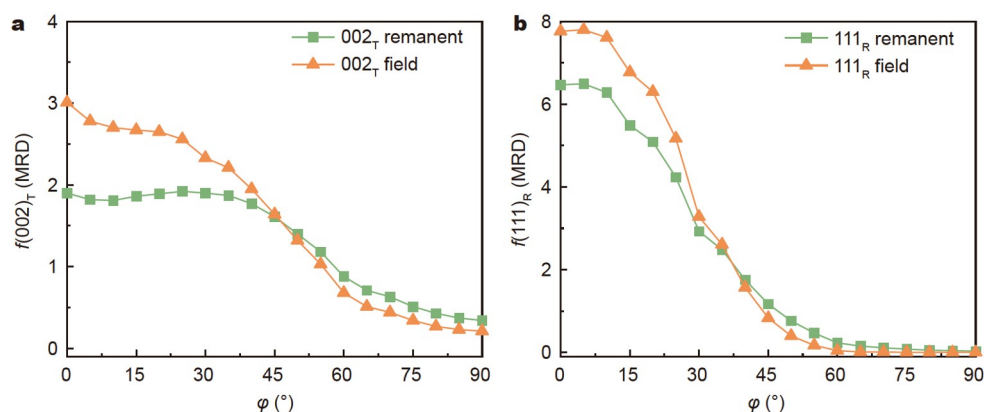 a
4
3
2
1
0
f(002)T (MRD)
002T remanent
002T field
0 15 30 45 60 75 90
φ (°)
b
8
6
4
2
0
f(111)R (MRD)
111R remanent
111R field
0 15 30 45 60 75 90
φ (°)